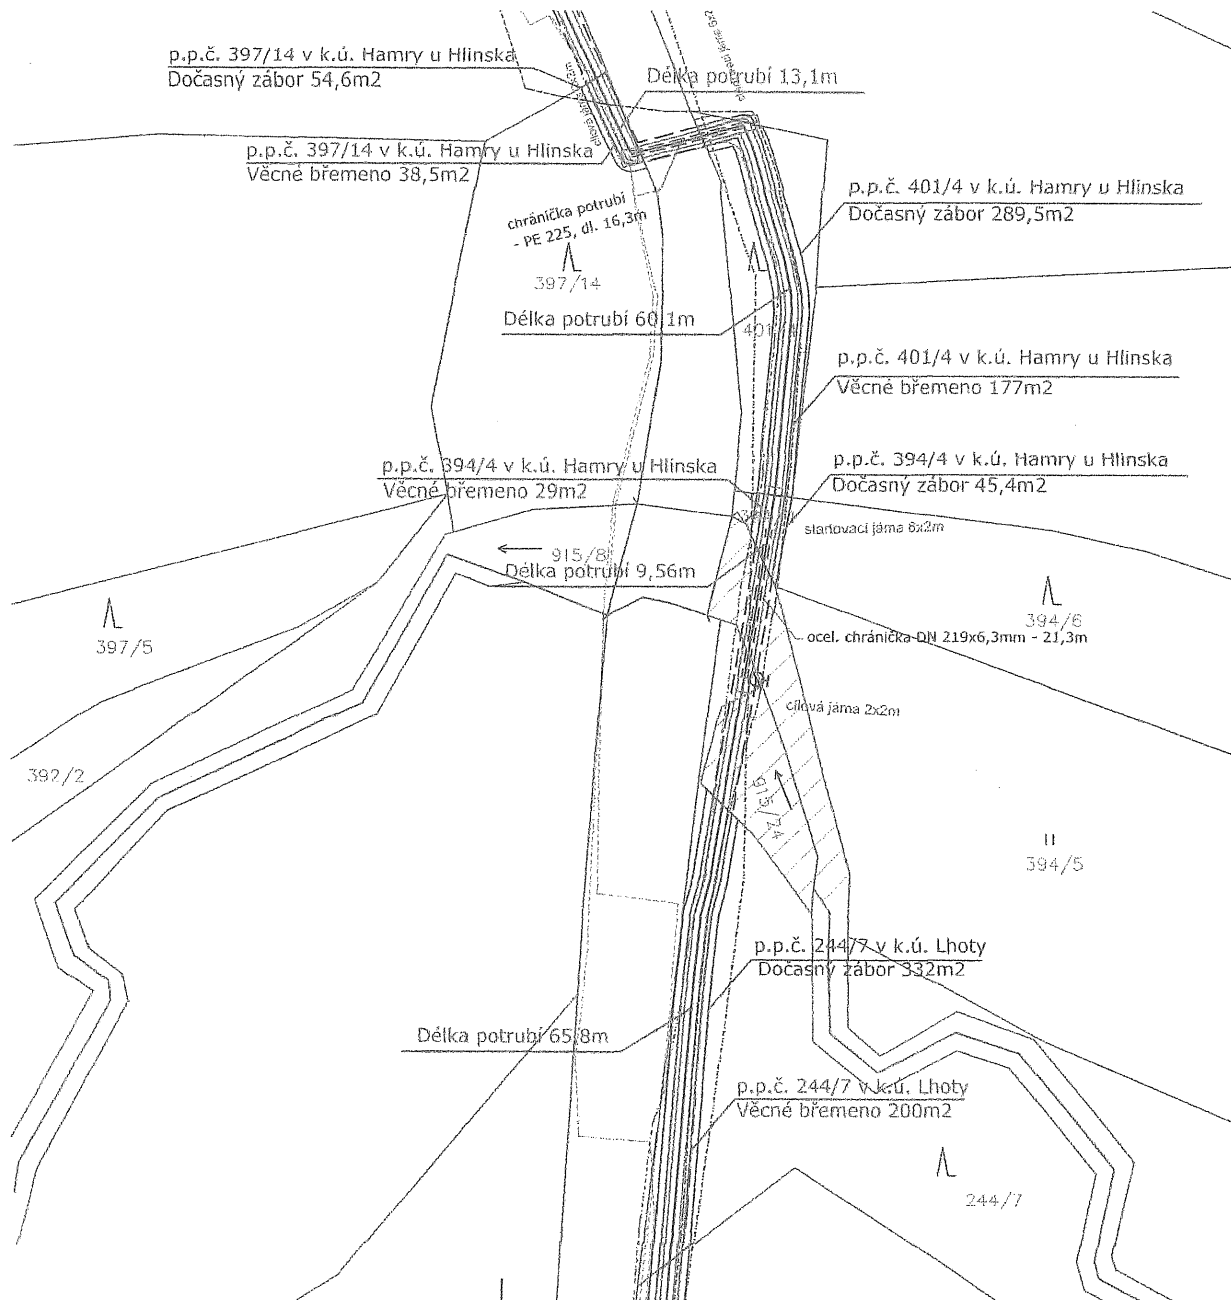 p.p.č. 397/14 v k.ú. Hamry u Hlinska
Dočasný zábor 54,6m2
Délka potrubí 13,1m
p.p.č. 397/14 v k.ú. Hamry u Hlinska
Věcné břemeno 38,5m2
p.p.č. 401/4 v k.ú. Hamry u Hlinska
Dočasný zábor 289,5m2
chránička potrubí
- PE 225, dl. 16,3m
397/14
Délka potrubí 60,1m
p.p.č. 401/4 v k.ú. Hamry u Hlinska
Věcné břemeno 177m2
p.p.č. 394/4 v k.ú. Hamry u Hlinska
Věcné břemeno 29m2
p.p.č. 394/4 v k.ú. Hamry u Hlinska
Dočasný zábor 45,4m2
startovací jáma 6x2m
915/8
Délka potrubí 9,56m
397/5
394/6
ocel. chránička DN 219x6,3mm - 21,3m
cílová jáma 2x2m
392/2
915/24
394/5
p.p.č. 244/7 v k.ú. Lhoty
Dočasný zábor 332m2
Délka potrubí 65,8m
p.p.č. 244/7 v k.ú. Lhoty
Věcné břemeno 200m2
244/7